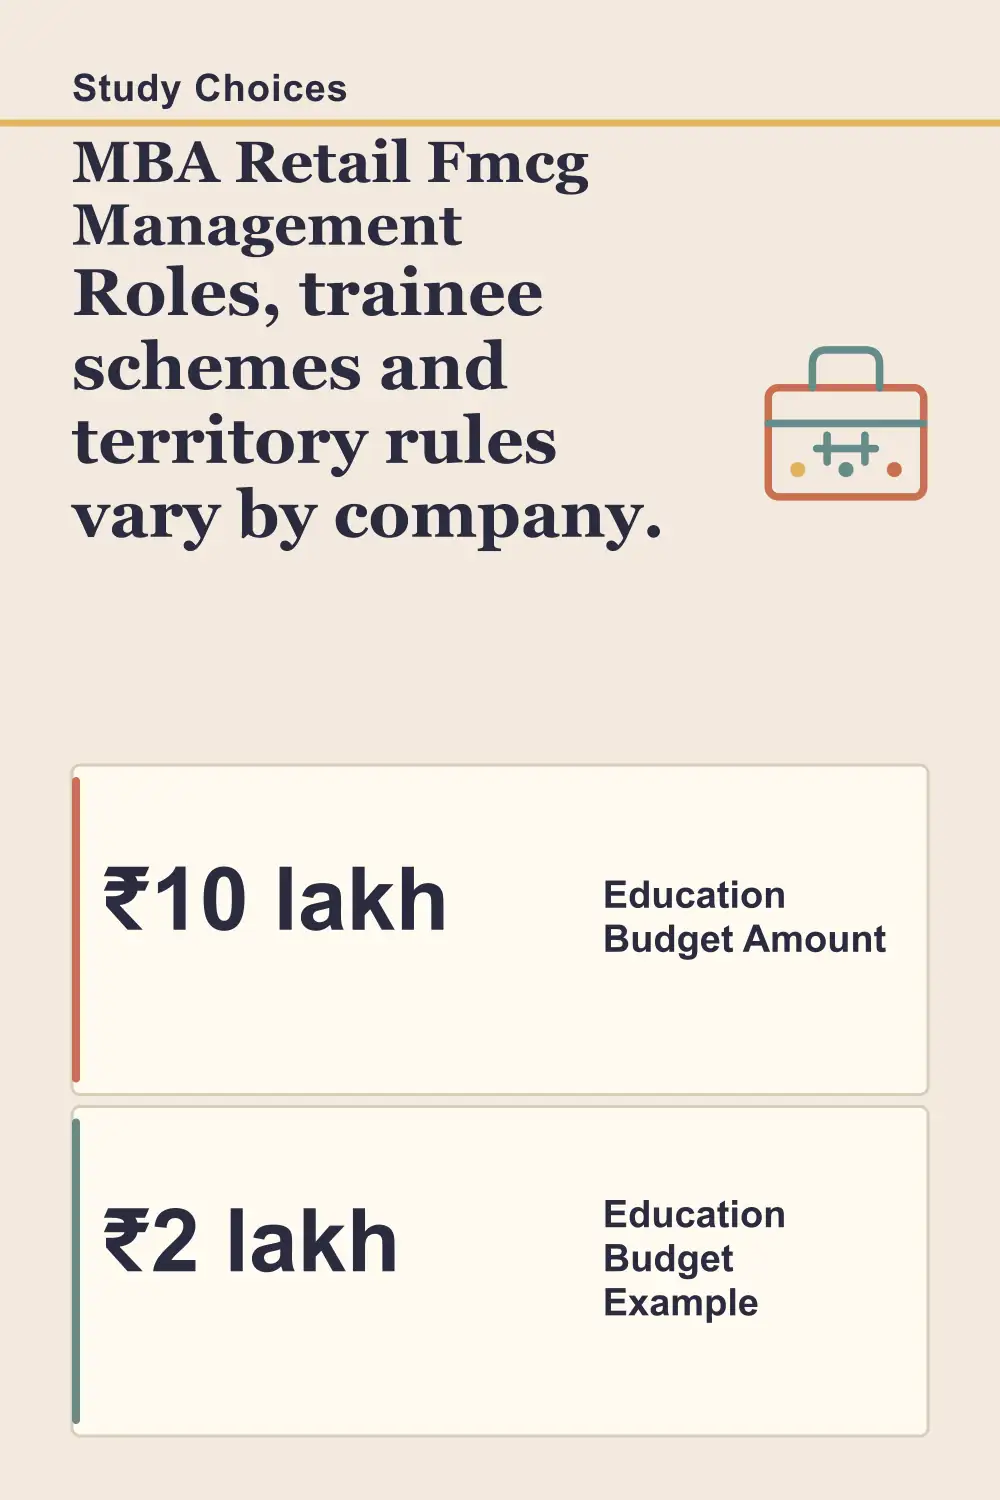 Study Choices
MBA Retail Fmcg
Management
Roles, trainee
schemes and
territory rules
vary by company.
₹10 lakh
Education
Budget Amount
₹2 lakh
Education
Budget
Example